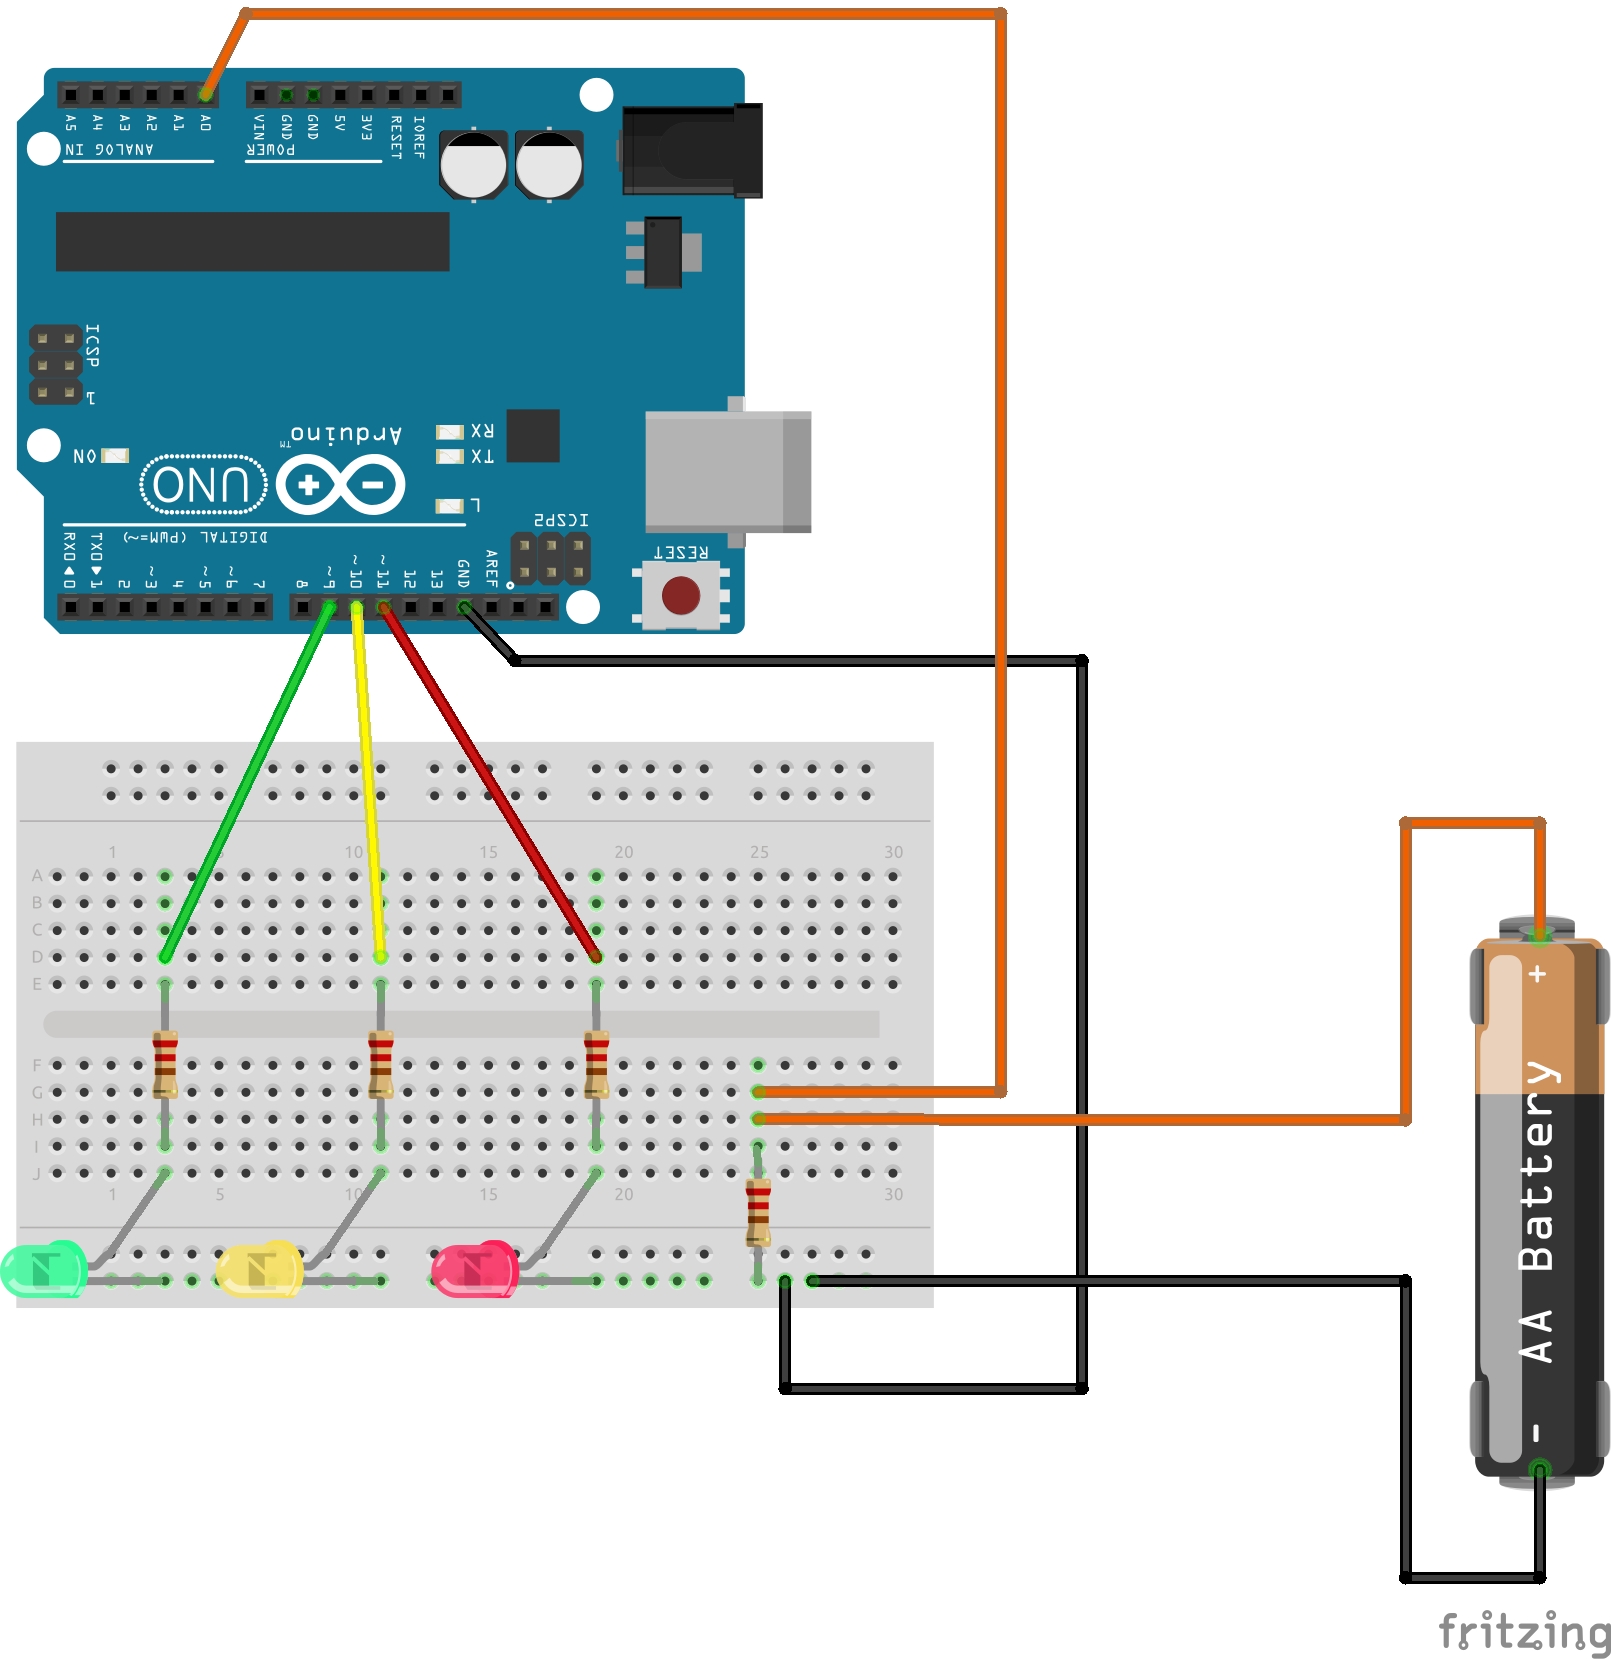 A5 A4 A3 A2 A1 A0
VIN GND GND 5V 3V3 RESET IOREF
ANALOG IN
POWER
ICSP
1
Arduino™
RX
TX
ON
UNO
L
ICSP2
DIGITAL (PWM=~)
RESET
RX0◀0 TX0▶1 2 ~3 4 ~5 ~6 7 8 ~9 ~10 ~11 12 13 GND AREF
1 5 10 15 20 25 30
A
B
C
D
E
F
G
H
I
J
1 5 10 15 20 30
+
AA Battery
-
fritzing